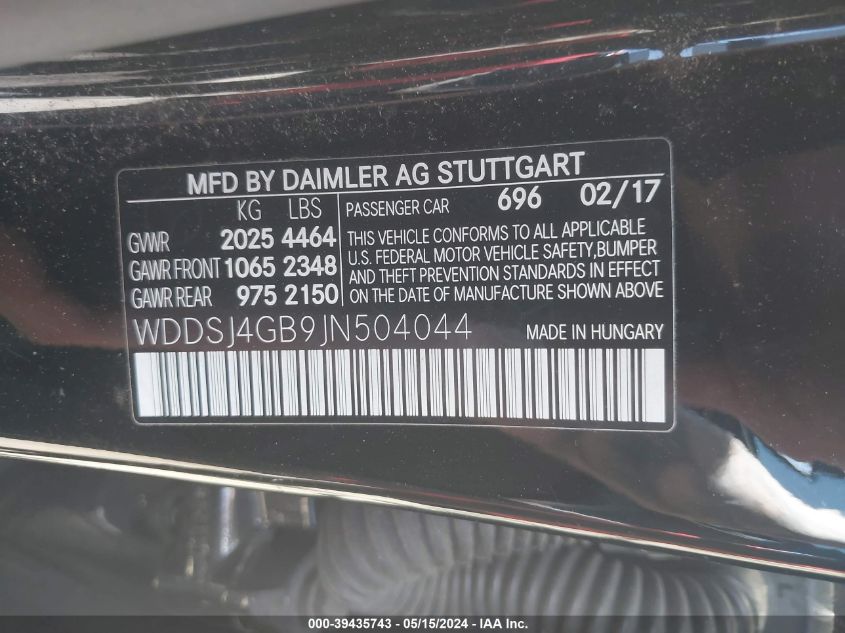 MFD BY DAIMLER AG STUTTGART
KG LBS PASSENGER CAR 696 02/17
GVWR 2025 4464 THIS VEHICLE CONFORMS TO ALL APPLICABLE
U.S. FEDERAL MOTOR VEHICLE SAFETY,BUMPER
GAWR FRONT 1065 2348 AND THEFT PREVENTION STANDARDS IN EFFECT
GAWR REAR 975 2150 ON THE DATE OF MANUFACTURE SHOWN ABOVE
WDDSJ4GB9JN504044 MADE IN HUNGARY
000-39435743 - 05/15/2024 - IAA Inc.